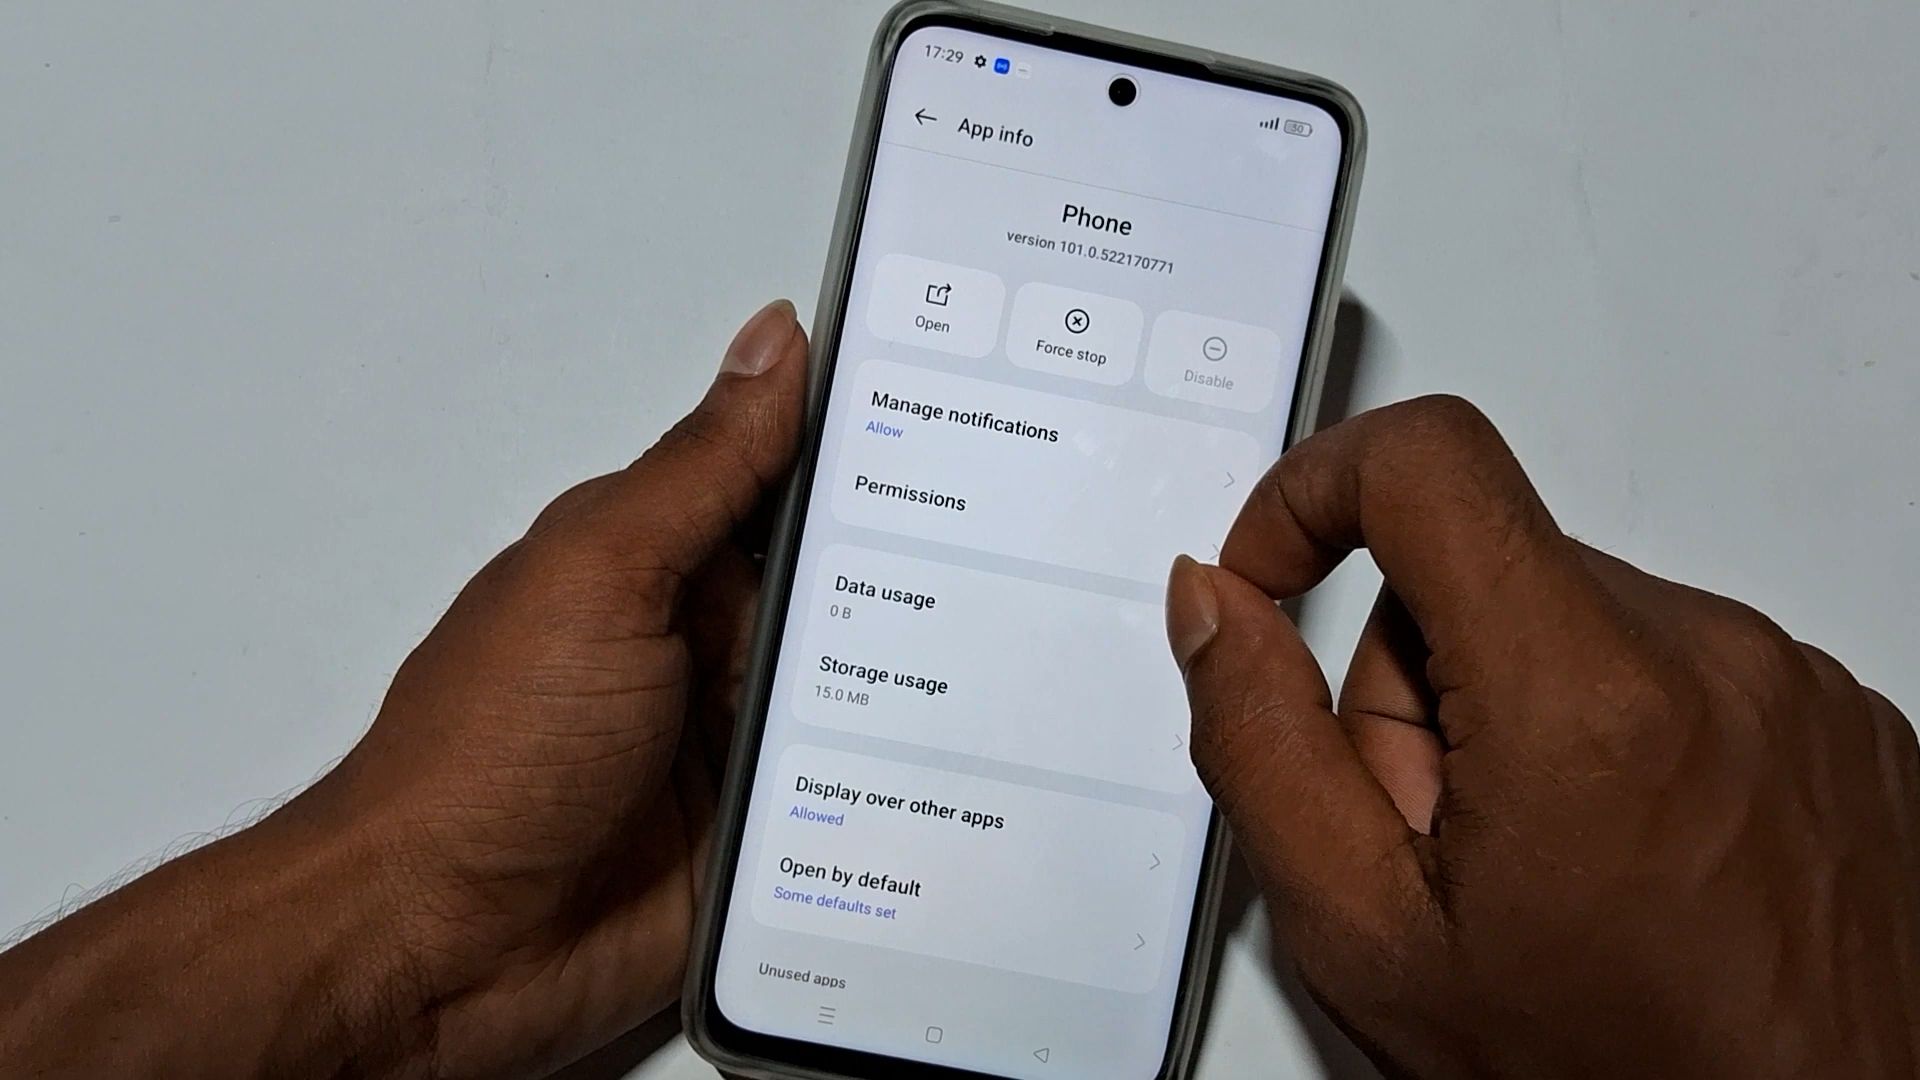 17:29
50
App info
Phone
version 101.0.522170771
Open
Force stop
Disable
Manage notifications
Allow
Permissions
Data usage
0 B
Storage usage
15.0 MB
Display over other apps
Allowed
Open by default
Some defaults set
Unused apps